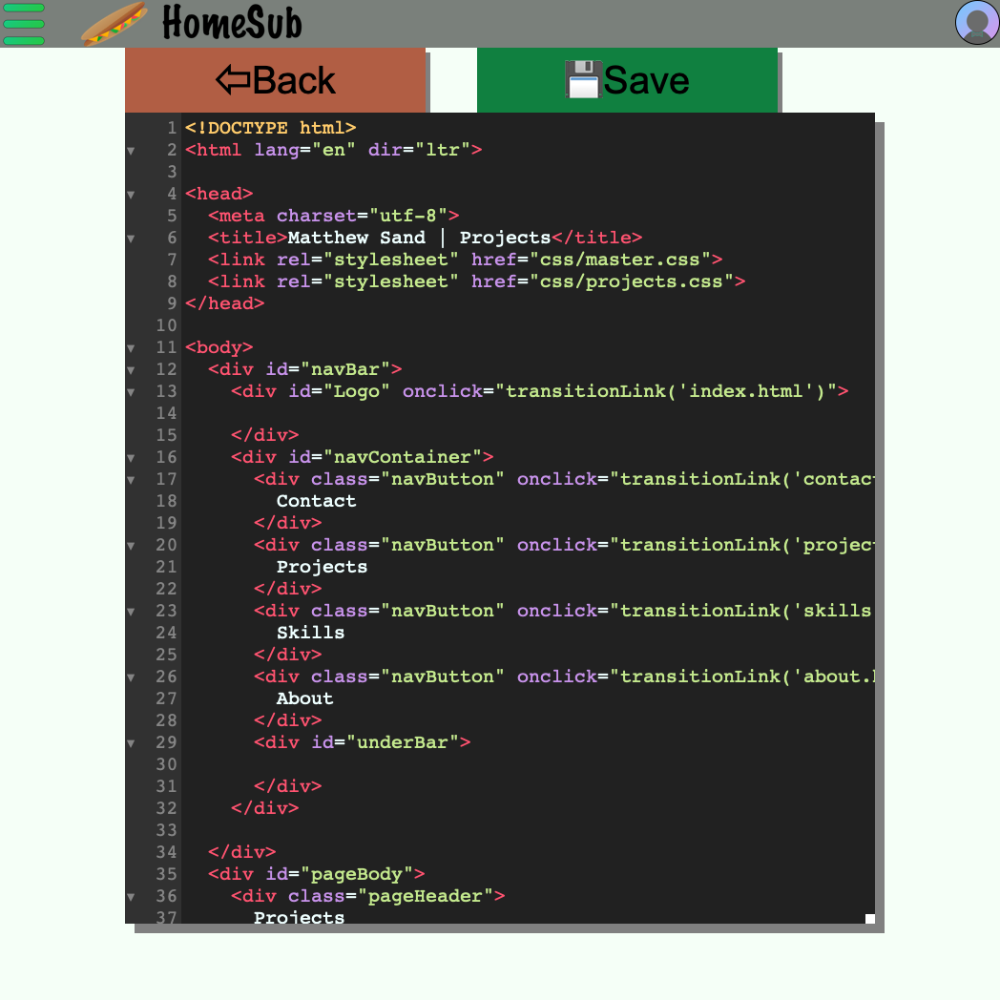 HomeSub
⇦Back
💾Save
1 <!DOCTYPE html>
2 <html lang="en" dir="ltr">
3
4 <head>
5   <meta charset="utf-8">
6   <title>Matthew Sand | Projects</title>
7   <link rel="stylesheet" href="css/master.css">
8   <link rel="stylesheet" href="css/projects.css">
9 </head>
10
11 <body>
12   <div id="navBar">
13     <div id="Logo" onclick="transitionLink('index.html')">
14
15     </div>
16     <div id="navContainer">
17       <div class="navButton" onclick="transitionLink('contac
18         Contact
19       </div>
20       <div class="navButton" onclick="transitionLink('projec
21         Projects
22       </div>
23       <div class="navButton" onclick="transitionLink('skills
24         Skills
25       </div>
26       <div class="navButton" onclick="transitionLink('about.
27         About
28       </div>
29       <div id="underBar">
30
31       </div>
32     </div>
33
34   </div>
35   <div id="pageBody">
36     <div class="pageHeader">
37       Projects